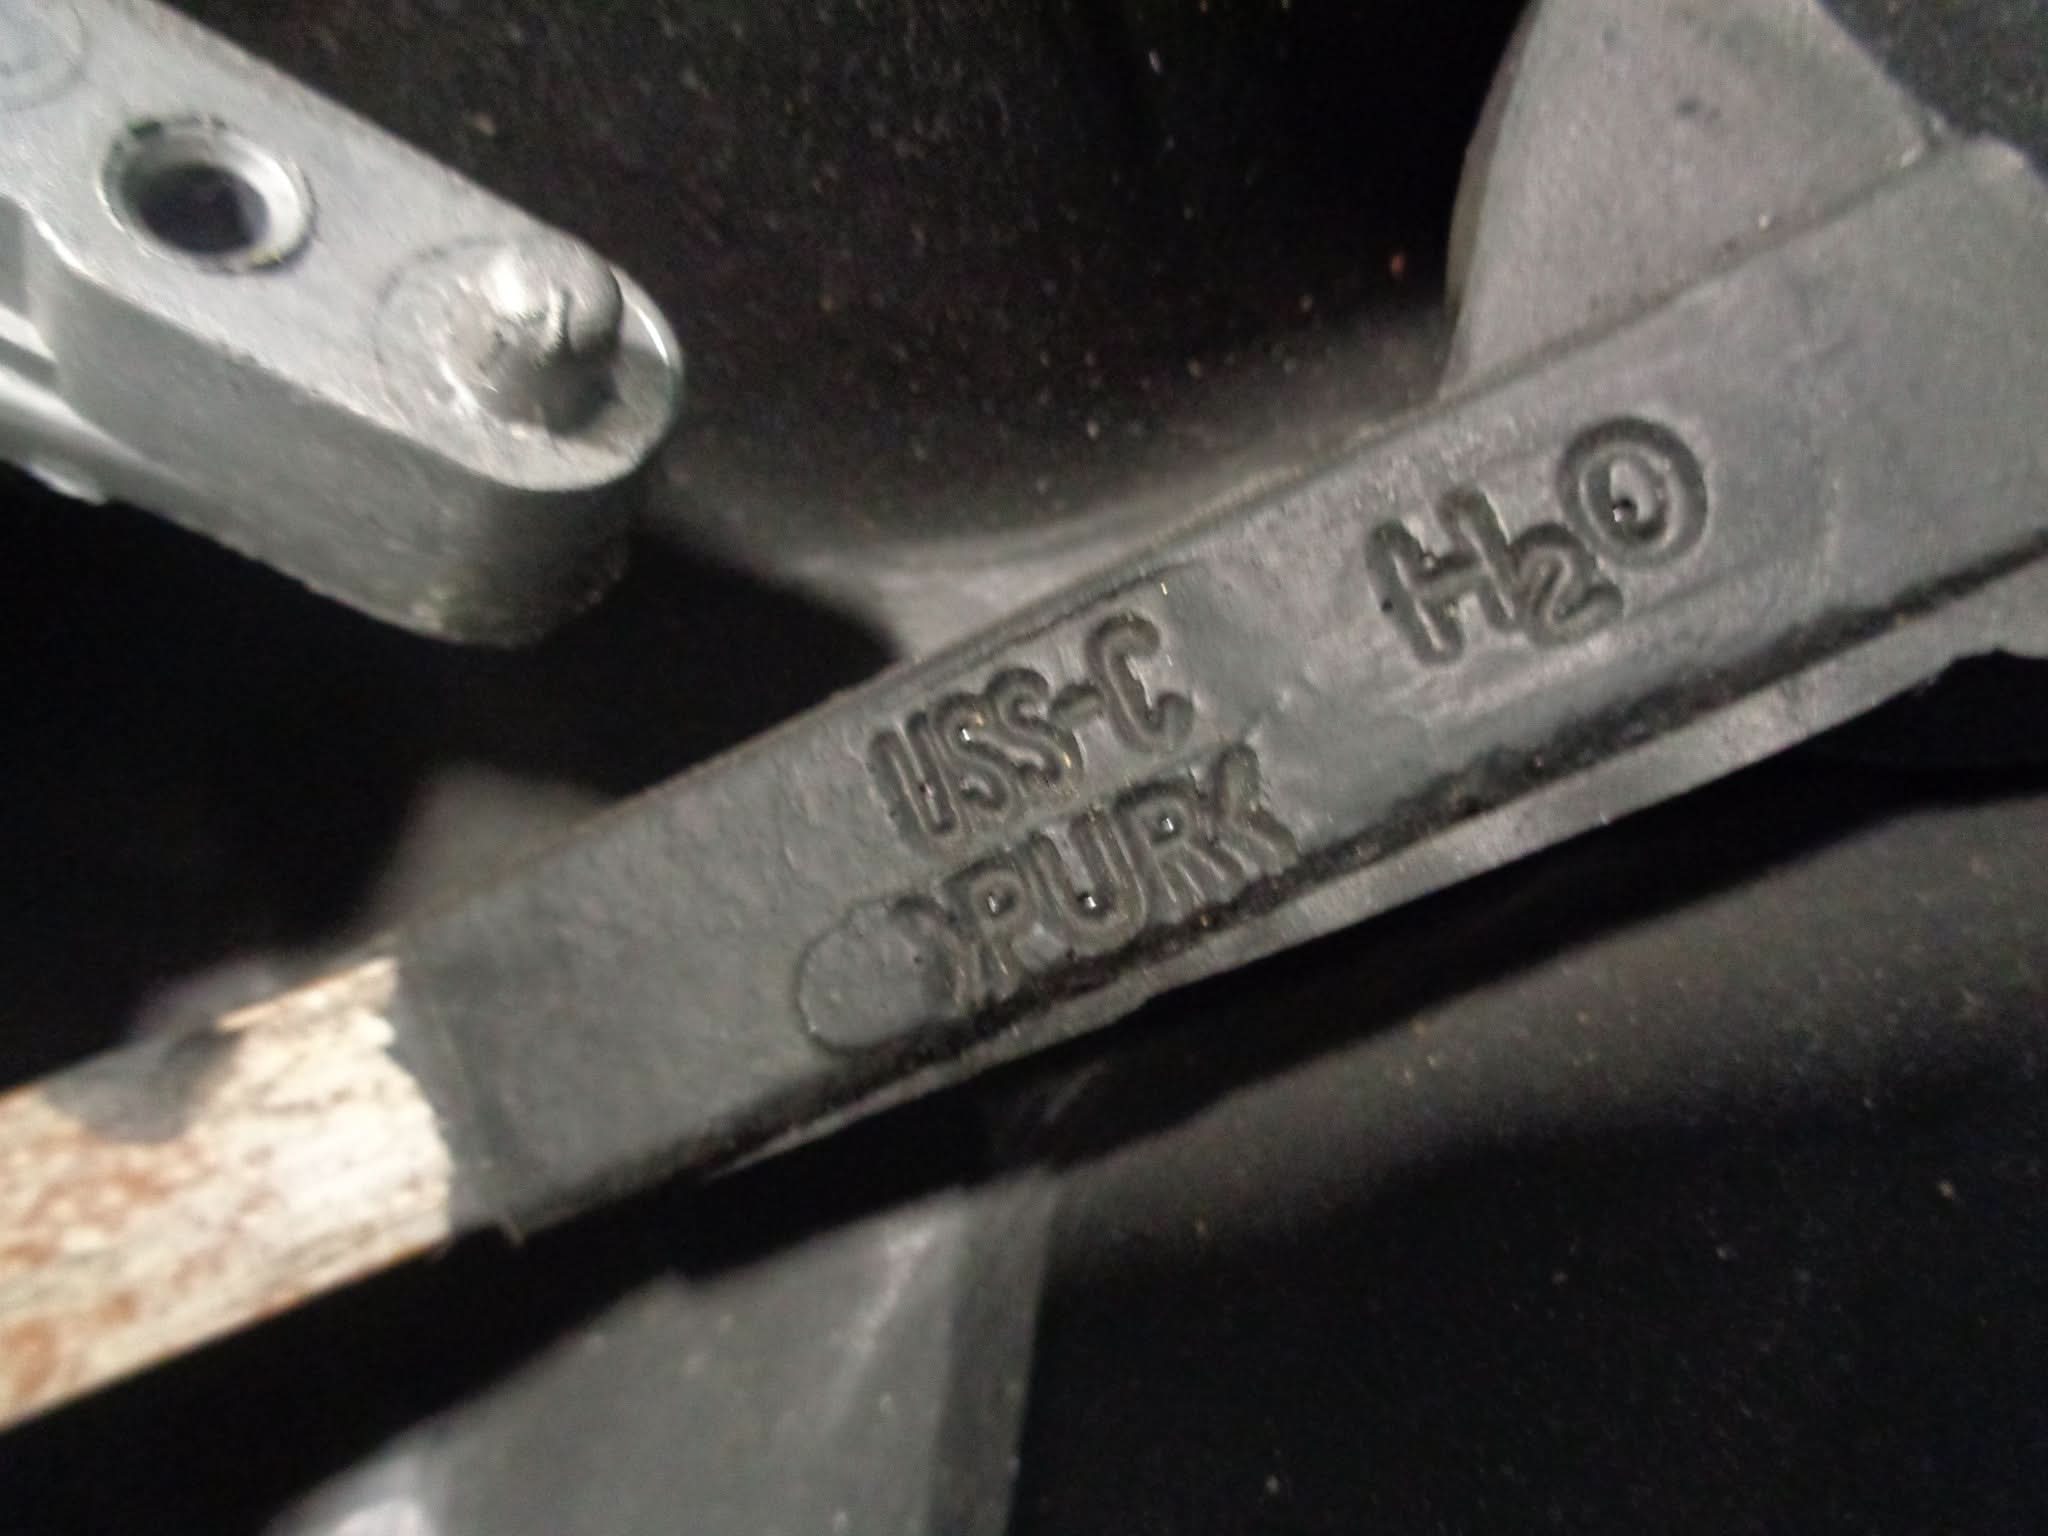 USS-C
>PUR<
H2O